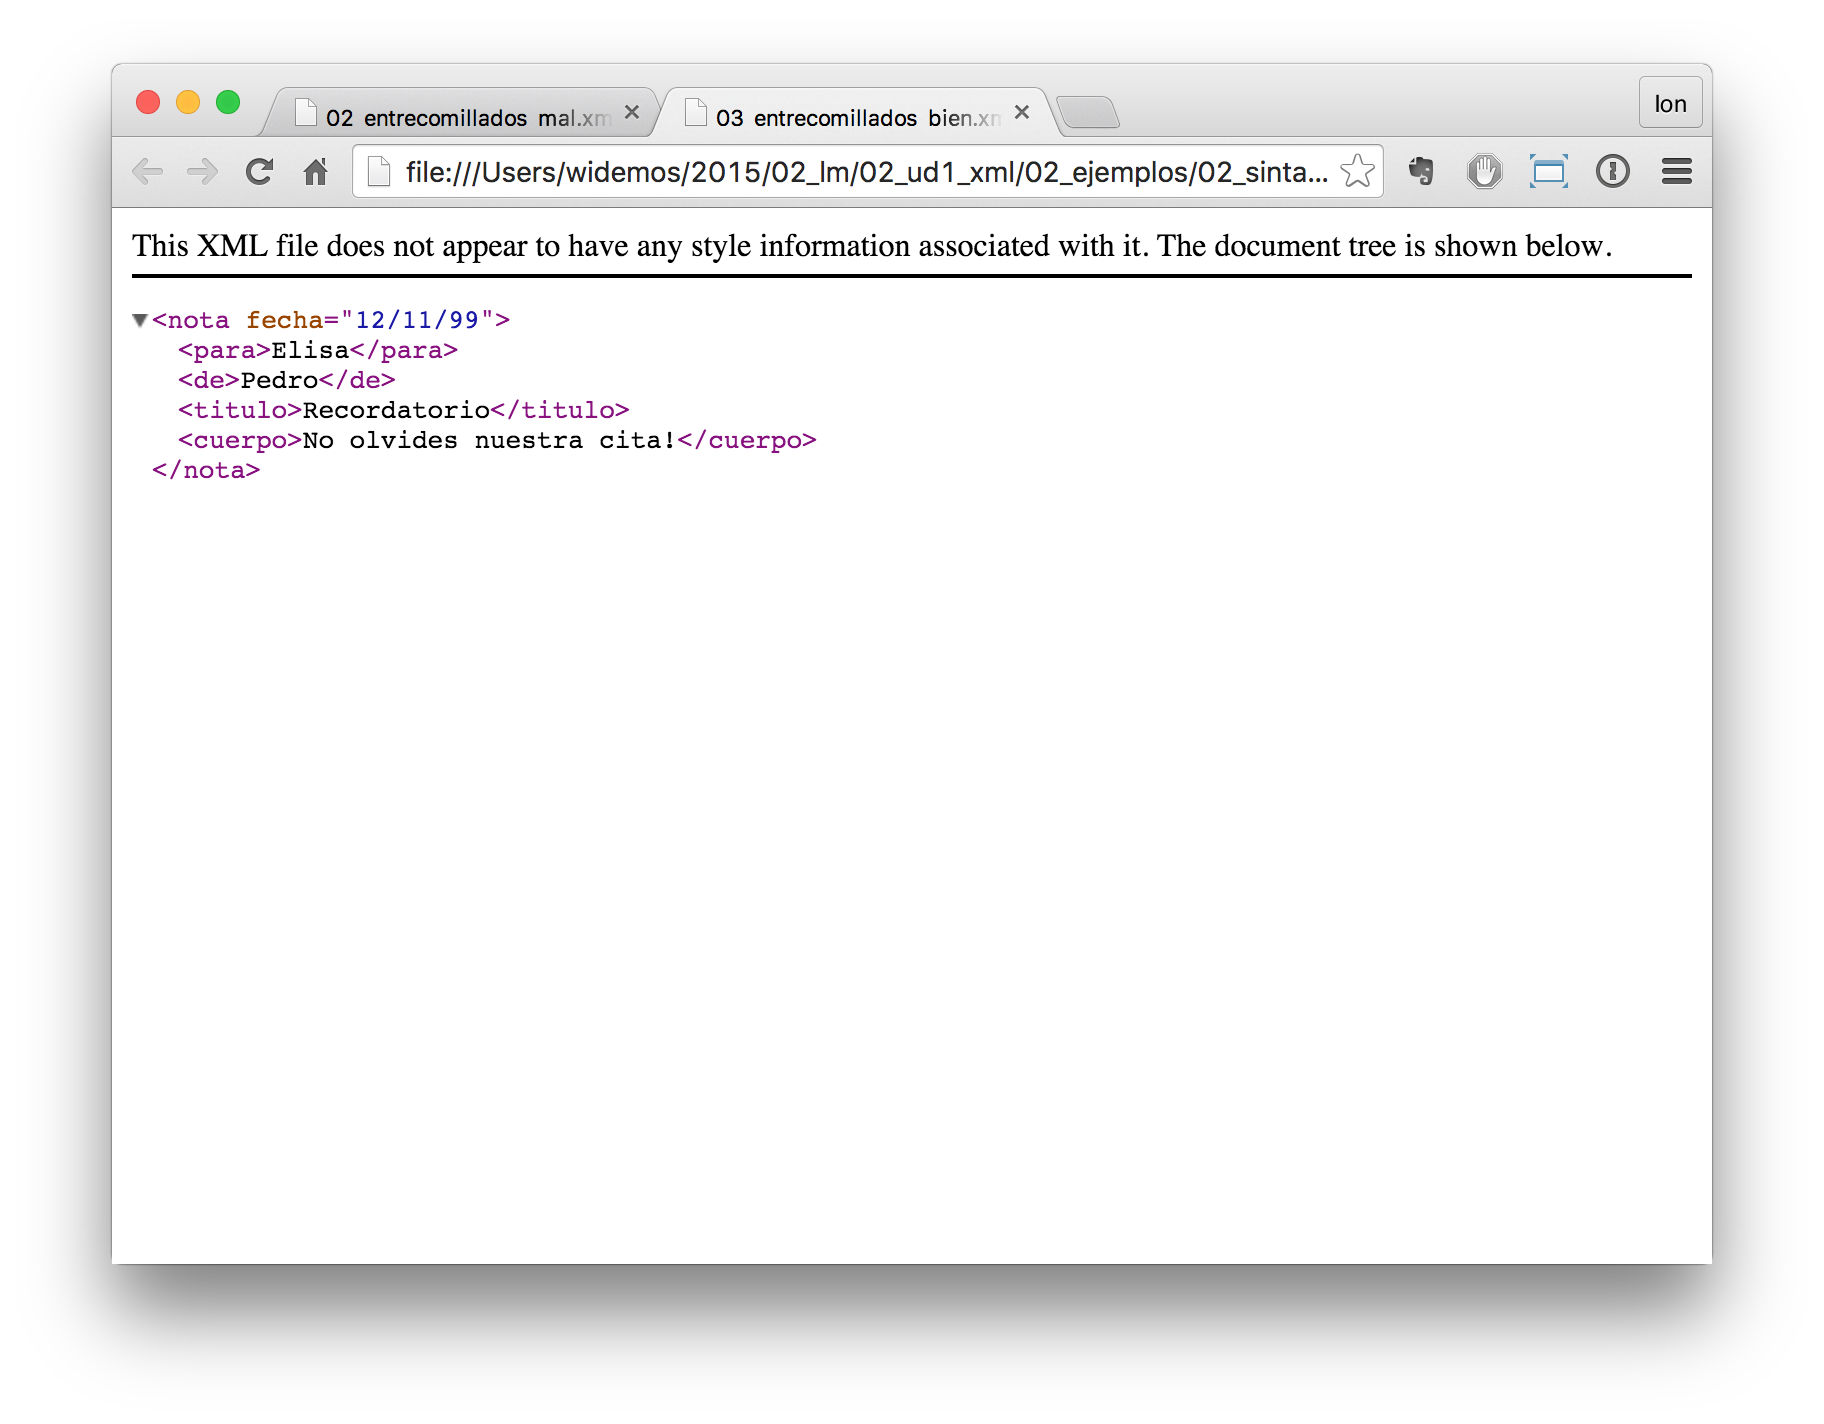 02 entrecomillados mal.xm
03 entrecomillados bien.xm
Ion
file:///Users/widemos/2015/02_lm/02_ud1_xml/02_ejemplos/02_sinta...
This XML file does not appear to have any style information associated with it. The document tree is shown below.
<nota fecha="12/11/99">
<para>Elisa</para>
<de>Pedro</de>
<titulo>Recordatorio</titulo>
<cuerpo>No olvides nuestra cita!</cuerpo>
</nota>